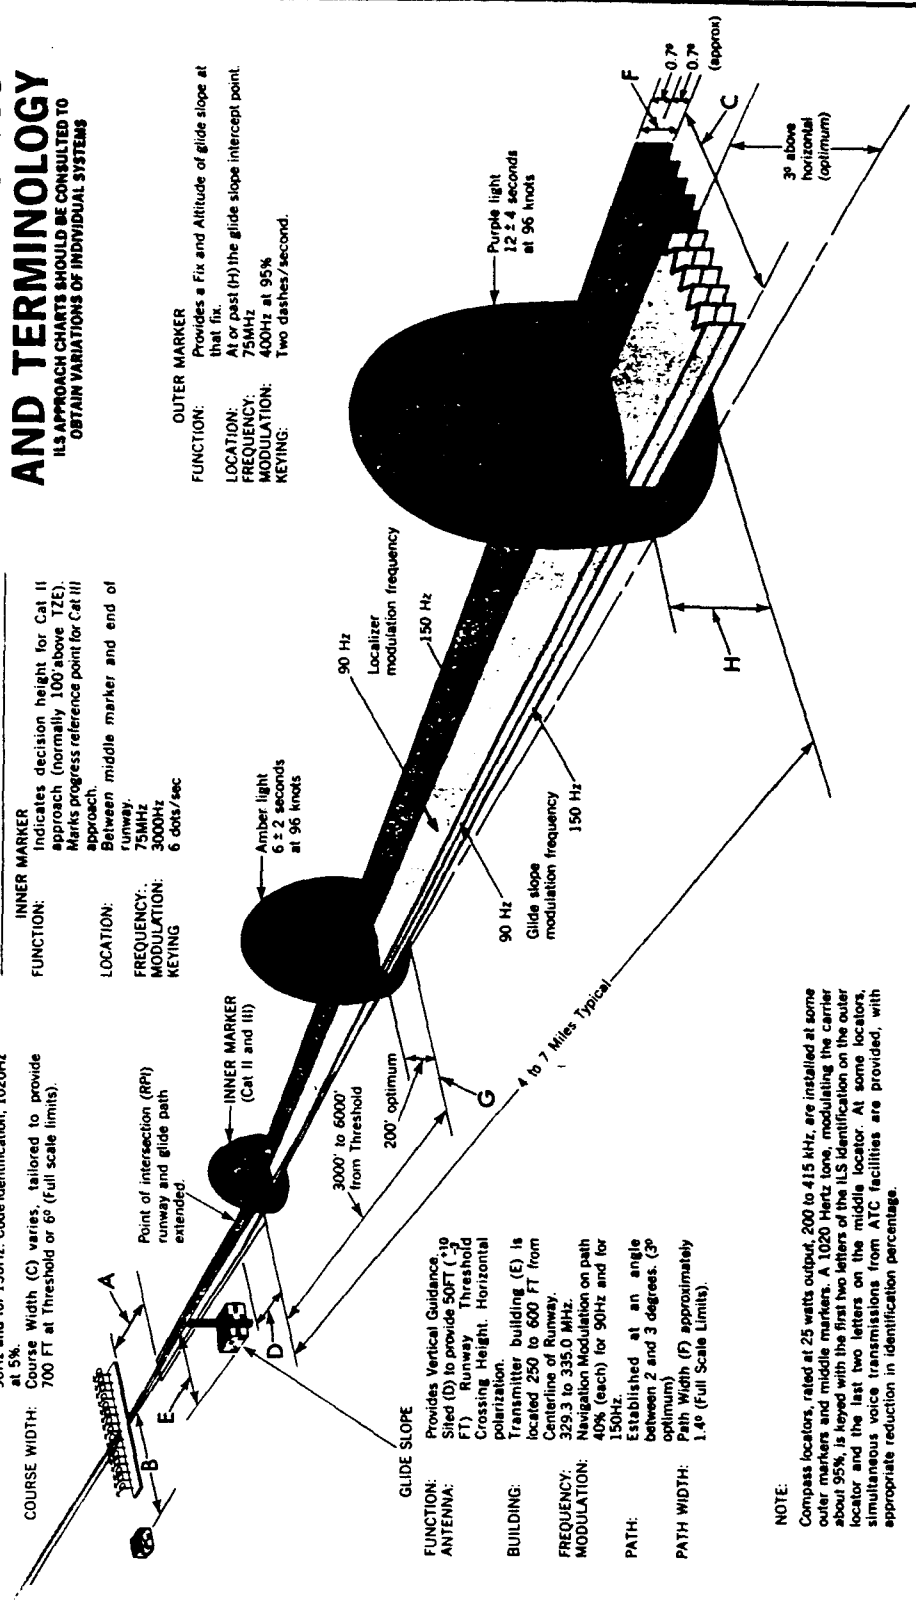 AND TERMINOLOGY
ILS APPROACH CHARTS SHOULD BE CONSULTED TO
OBTAIN VARIATIONS OF INDIVIDUAL SYSTEMS
at 5%.
COURSE WIDTH: Course Width (C) varies, tailored to provide
700 FT at Threshold or 6º (Full scale limits).
INNER MARKER
FUNCTION: Indicates decision height for Cat II
approach (normally 100' above TZE).
Marks progress reference point for Cat III
approach.
LOCATION: Between middle marker and end of
runway.
FREQUENCY: 75MHz
MODULATION: 3000Hz
KEYING 6 dots/sec
OUTER MARKER
FUNCTION: Provides a Fix and Altitude of glide slope at
that fix.
LOCATION: At or past (H) the glide slope intercept point.
FREQUENCY: 75MHz
MODULATION: 400Hz at 95%
KEYING: Two dashes/second.
Point of intersection (RPI)
runway and glide path
extended.
INNER MARKER
(Cat II and III)
Amber light
6 ± 2 seconds
at 96 knots
Purple light
12 ± 4 seconds
at 96 knots
90 Hz
Localizer
modulation frequency
150 Hz
90 Hz
Glide slope
modulation frequency
150 Hz
F
0.7º
0.7º
(approx)
C
3º above
horizontal
(optimum)
H
A
B
E
D
3000' to 6000'
from Threshold
200' optimum
G
4 to 7 Miles Typical
GLIDE SLOPE
FUNCTION: Provides Vertical Guidance.
ANTENNA: Sited (D) to provide 50FT (+10 -3
FT) Runway Threshold
Crossing Height. Horizontal
polarization.
BUILDING: Transmitter building (E) is
located 250 to 600 FT from
Centerline of Runway.
FREQUENCY: 329.3 to 335.0 MHz.
MODULATION: Navigation Modulation on path
40% (each) for 90Hz and for
150Hz.
PATH: Established at an angle
between 2 and 3 degrees. (3º
optimum)
PATH WIDTH: Path Width (F) approximately
1.4º (Full Scale Limits).
NOTE:
Compass locators, rated at 25 watts output, 200 to 415 kHz, are installed at some
outer markers and middle markers. A 1020 Hertz tone, modulating the carrier
about 95%, is keyed with the first two letters of the ILS identification on the outer
locator and the last two letters on the middle locator. At some locators,
simultaneous voice transmissions from ATC facilities are provided, with
appropriate reduction in identification percentage.